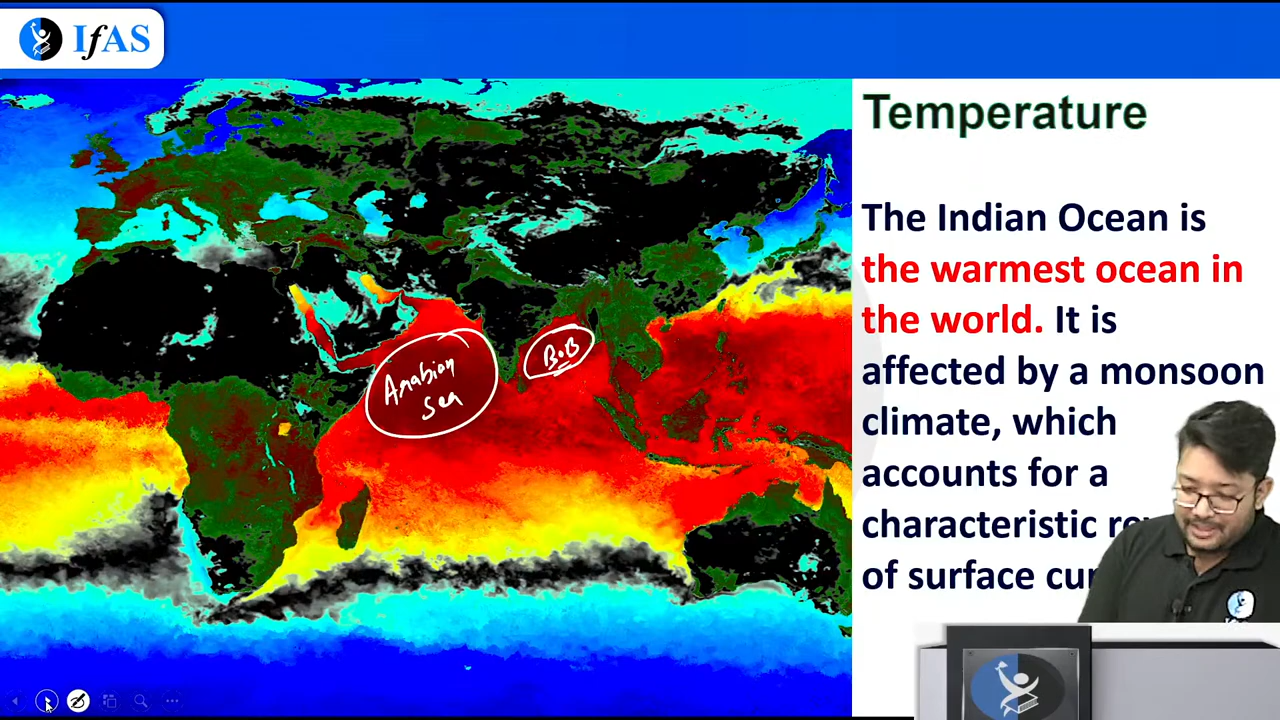 IfAS
Temperature
The Indian Ocean is
the warmest ocean in
the world. It is
affected by a monsoon
climate, which
accounts for a
characteristic
of surface
Arabian
Sea
BoB